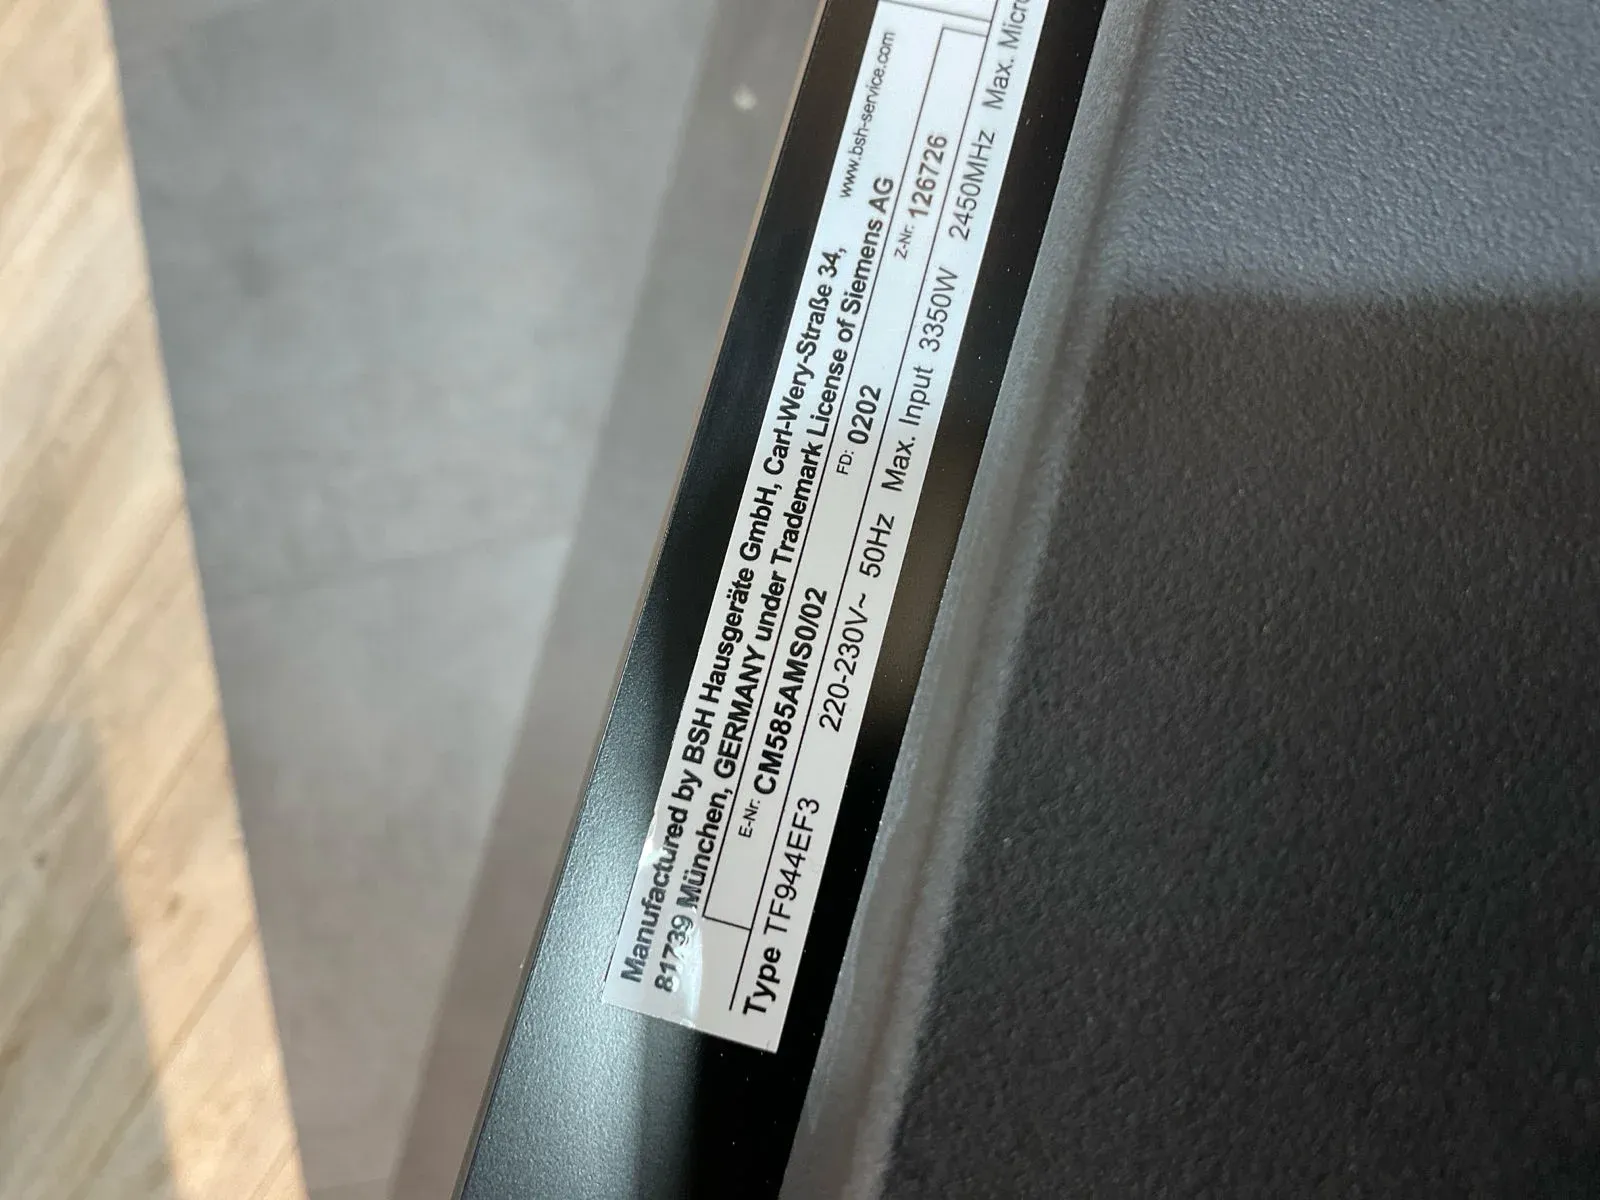 Manufactured by BSH Hausgeräte GmbH, Carl-Wery-Straße 34, www.bsh-service.com
81739 München, GERMANY under Trademark License of Siemens AG
E-Nr. CM585AMS0/02 FD: 0202 Z-Nr. 126726
Type TF944EF3 220-230V~ 50Hz Max. Input 3350W 2450MHz Max. Micro